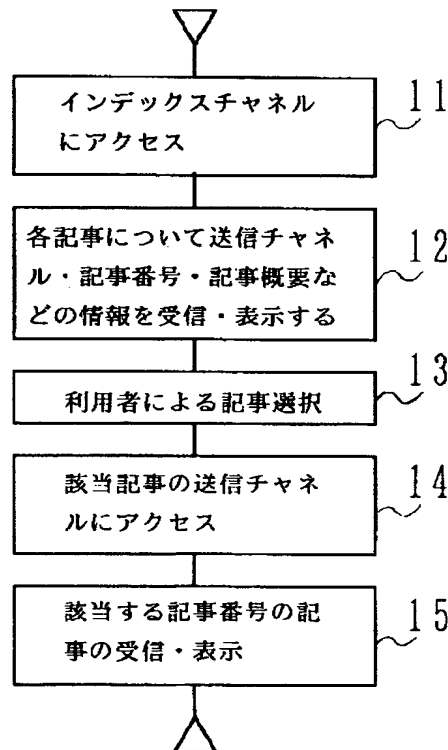 インデックスチャネル
にアクセス
11
各記事について送信チャネ
ル・記事番号・記事概要な
どの情報を受信・表示する
12
利用者による記事選択
13
該当記事の送信チャネ
ルにアクセス
14
該当する記事番号の記
事の受信・表示
15